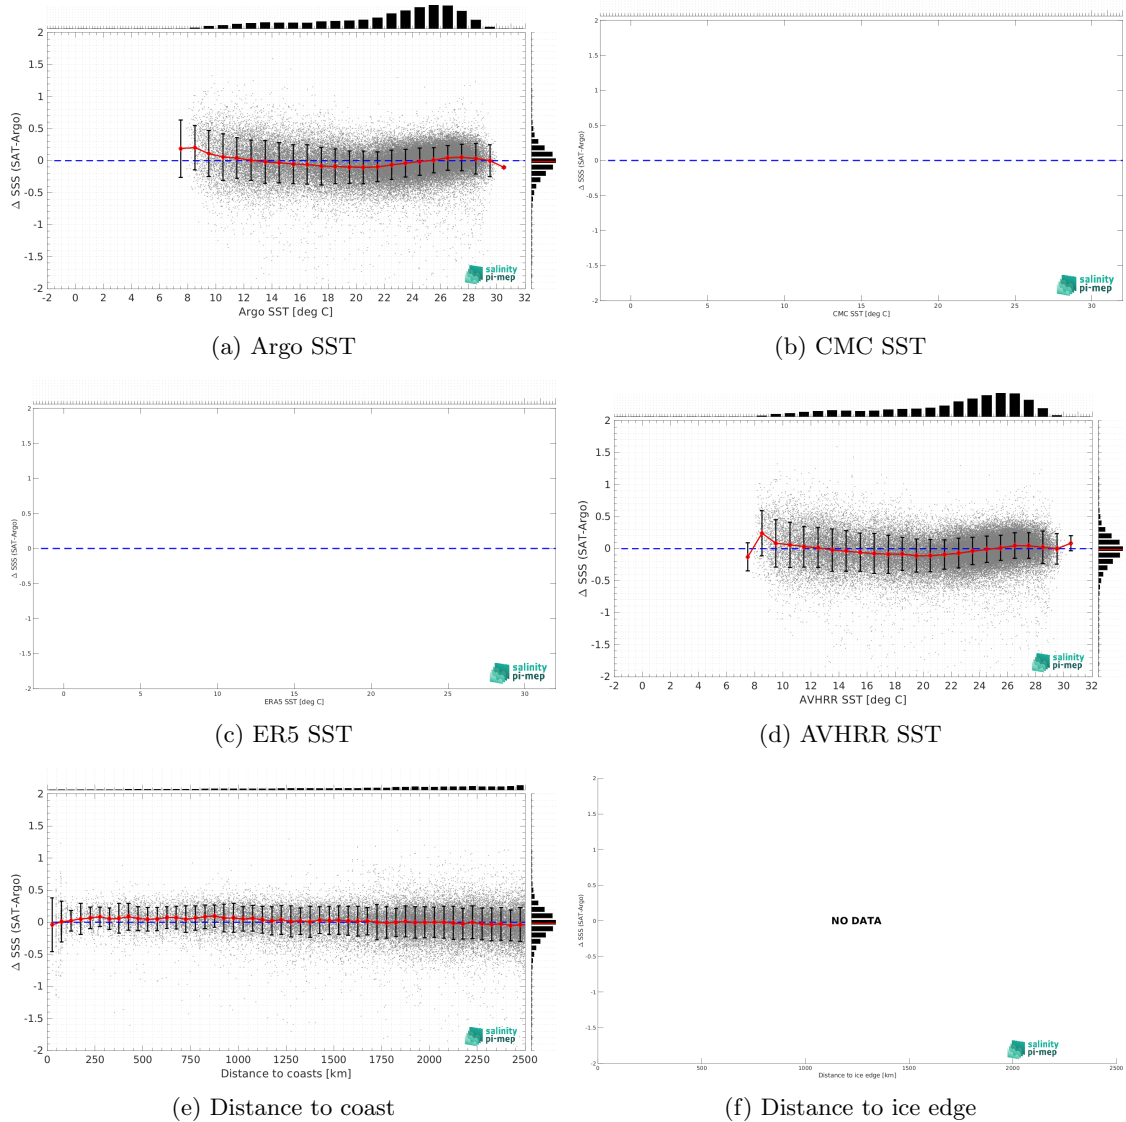 2
1.5
1
0.5
0
-0.5
-1
-1.5
-2
Δ SSS (SAT-Argo)
-2 0 2 4 6 8 10 12 14 16 18 20 22 24 26 28 30 32
Argo SST [deg C]
salinity
pi-mep
(a) Argo SST
2
1.5
1
0.5
0
-0.5
-1
-1.5
-2
Δ SSS (SAT-Argo)
0 5 10 15 20 25 30
CMC SST [deg C]
salinity
pi-mep
(b) CMC SST
2
1.5
1
0.5
0
-0.5
-1
-1.5
-2
Δ SSS (SAT-Argo)
0 5 10 15 20 25 30
ERA5 SST [deg C]
salinity
pi-mep
(c) ER5 SST
2
1.5
1
0.5
0
-0.5
-1
-1.5
-2
Δ SSS (SAT-Argo)
-2 0 2 4 6 8 10 12 14 16 18 20 22 24 26 28 30 32
AVHRR SST [deg C]
salinity
pi-mep
(d) AVHRR SST
2
1.5
1
0.5
0
-0.5
-1
-1.5
-2
Δ SSS (SAT-Argo)
0 250 500 750 1000 1250 1500 1750 2000 2250 2500
Distance to coasts [km]
salinity
pi-mep
(e) Distance to coast
2
1.5
1
0.5
0
-0.5
-1
-1.5
-2
Δ SSS (SAT-Argo)
NO DATA
0 500 1000 1500 2000 2500
Distance to ice edge [km]
salinity
pi-mep
(f) Distance to ice edge